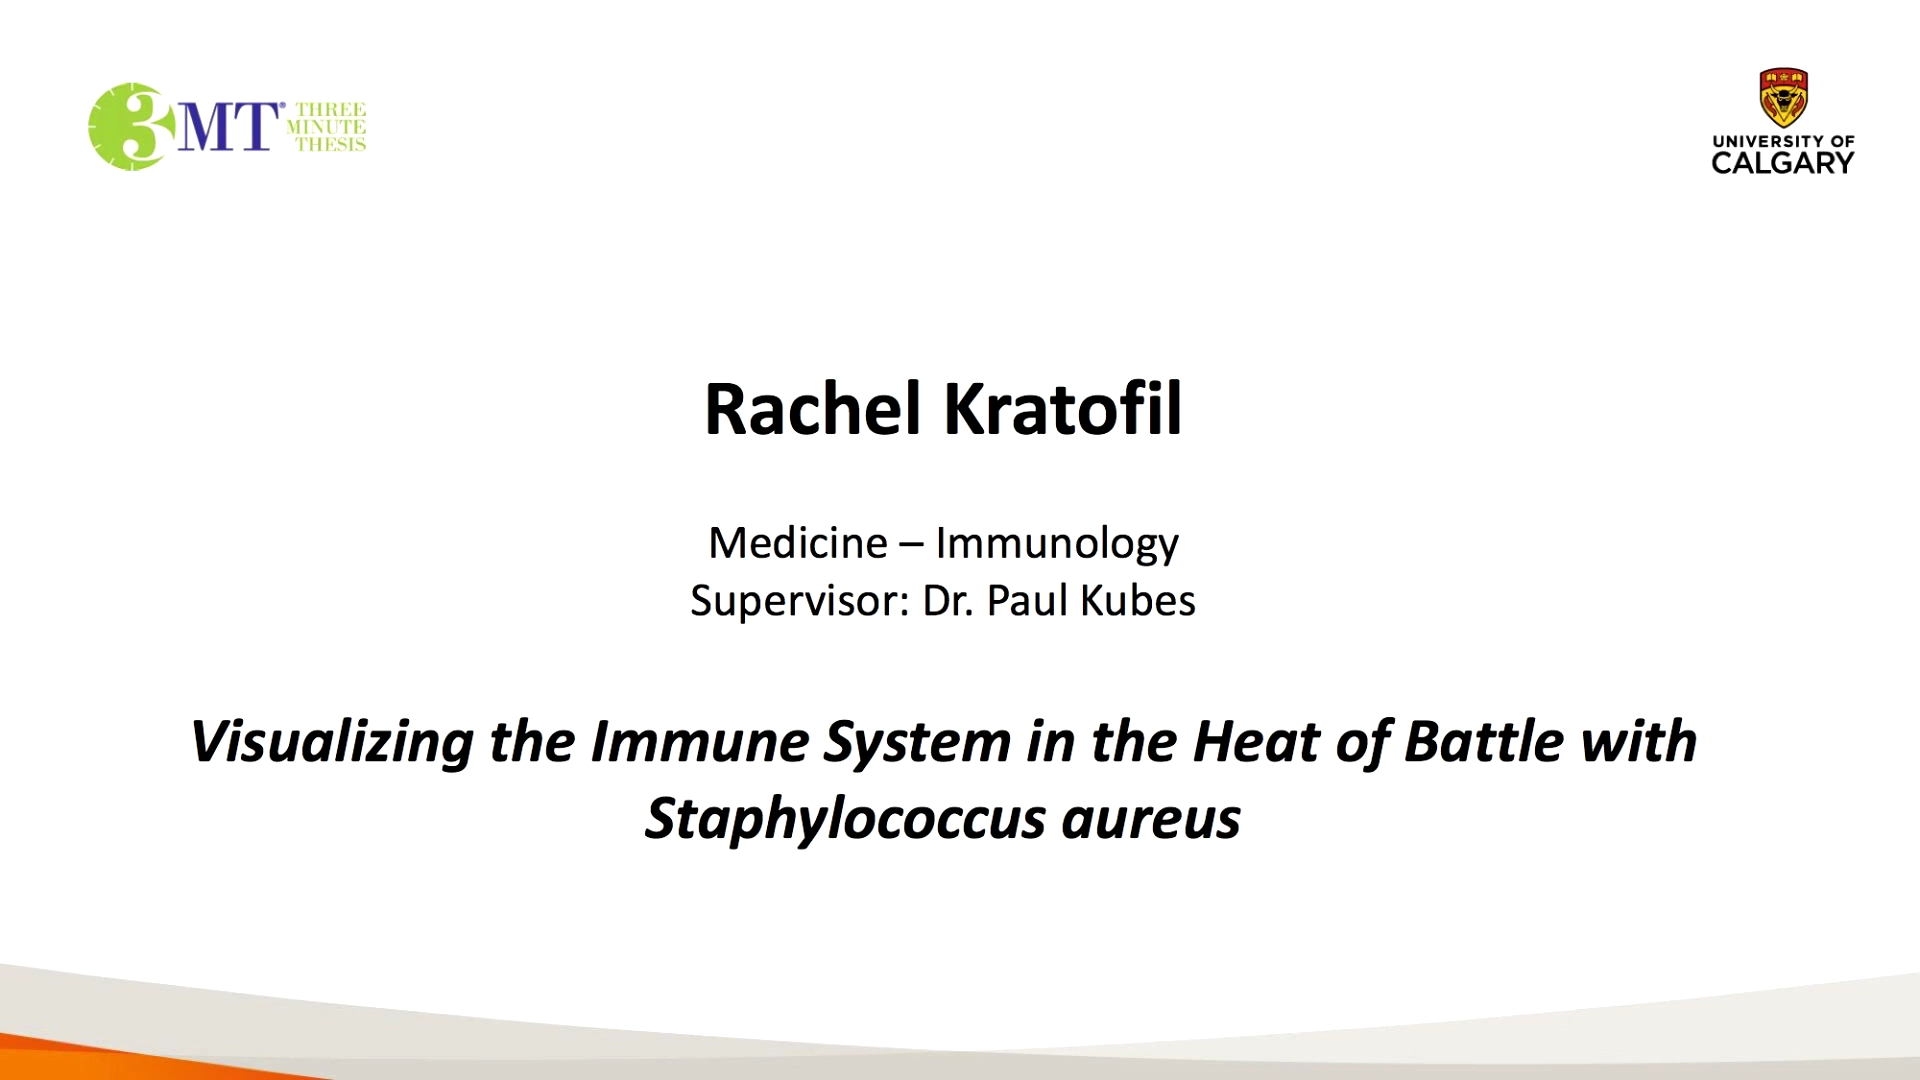 3MT® THREE MINUTE THESIS
UNIVERSITY OF
CALGARY
Rachel Kratofil
Medicine – Immunology
Supervisor: Dr. Paul Kubes
Visualizing the Immune System in the Heat of Battle with
Staphylococcus aureus